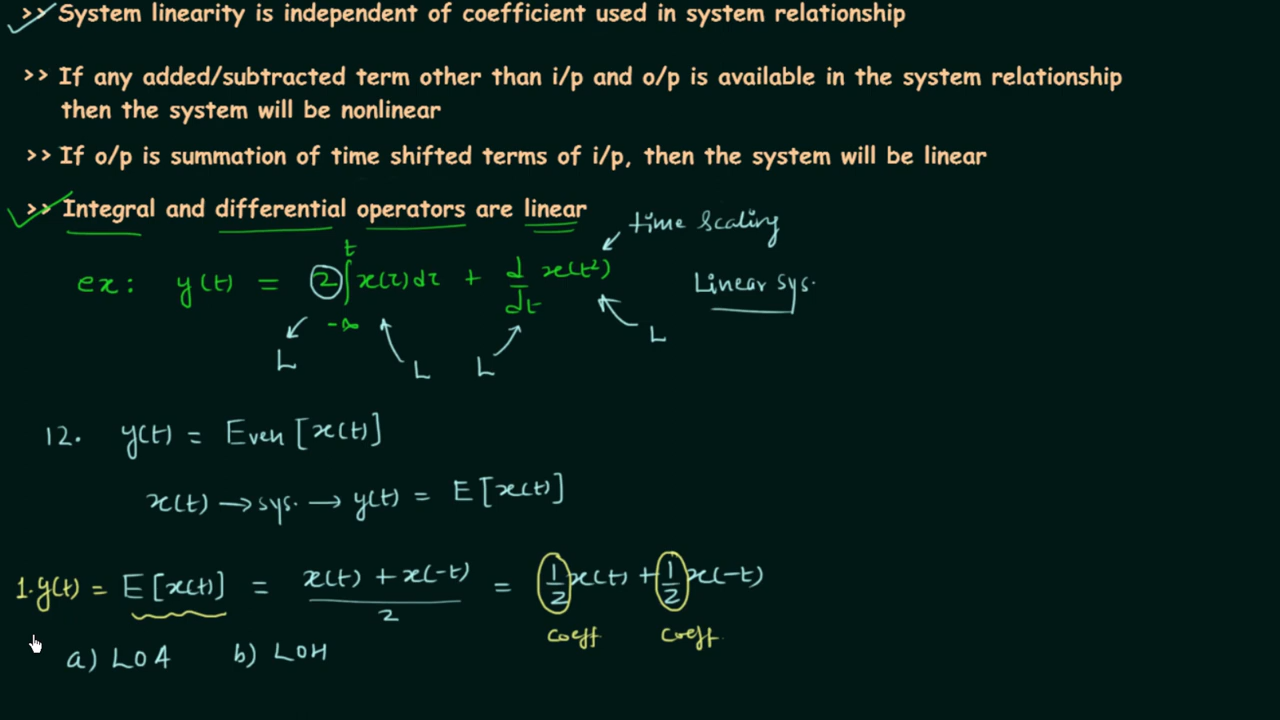 >> System linearity is independent of coefficient used in system relationship
>> If any added/subtracted term other than i/p and o/p is available in the system relationship
then the system will be nonlinear
>> If o/p is summation of time shifted terms of i/p, then the system will be linear
>> Integral and differential operators are linear
time scaling
ex: y(t) = 2 ∫_{-∞}^{t} x(τ)dτ + d/dt x(t²) Linear sys.
L L L L
12. y(t) = Even [x(t)]
x(t) → sys. → y(t) = E[x(t)]
1. y(t) = E[x(t)] = (x(t) + x(-t))/2 = 1/2 x(t) + 1/2 x(-t)
coeff coeff.
a) LOA b) LOH